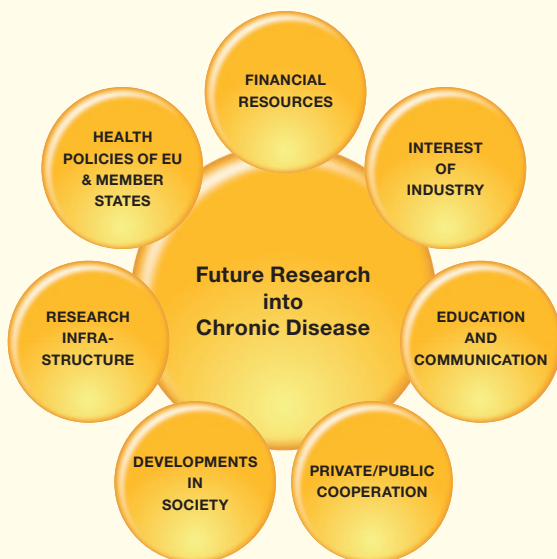 FINANCIAL
RESOURCES
HEALTH
POLICIES OF EU
& MEMBER
STATES
INTEREST
OF
INDUSTRY
Future Research
into
Chronic Disease
RESEARCH
INFRA-
STRUCTURE
EDUCATION
AND
COMMUNICATION
DEVELOPMENTS
IN
SOCIETY
PRIVATE/PUBLIC
COOPERATION